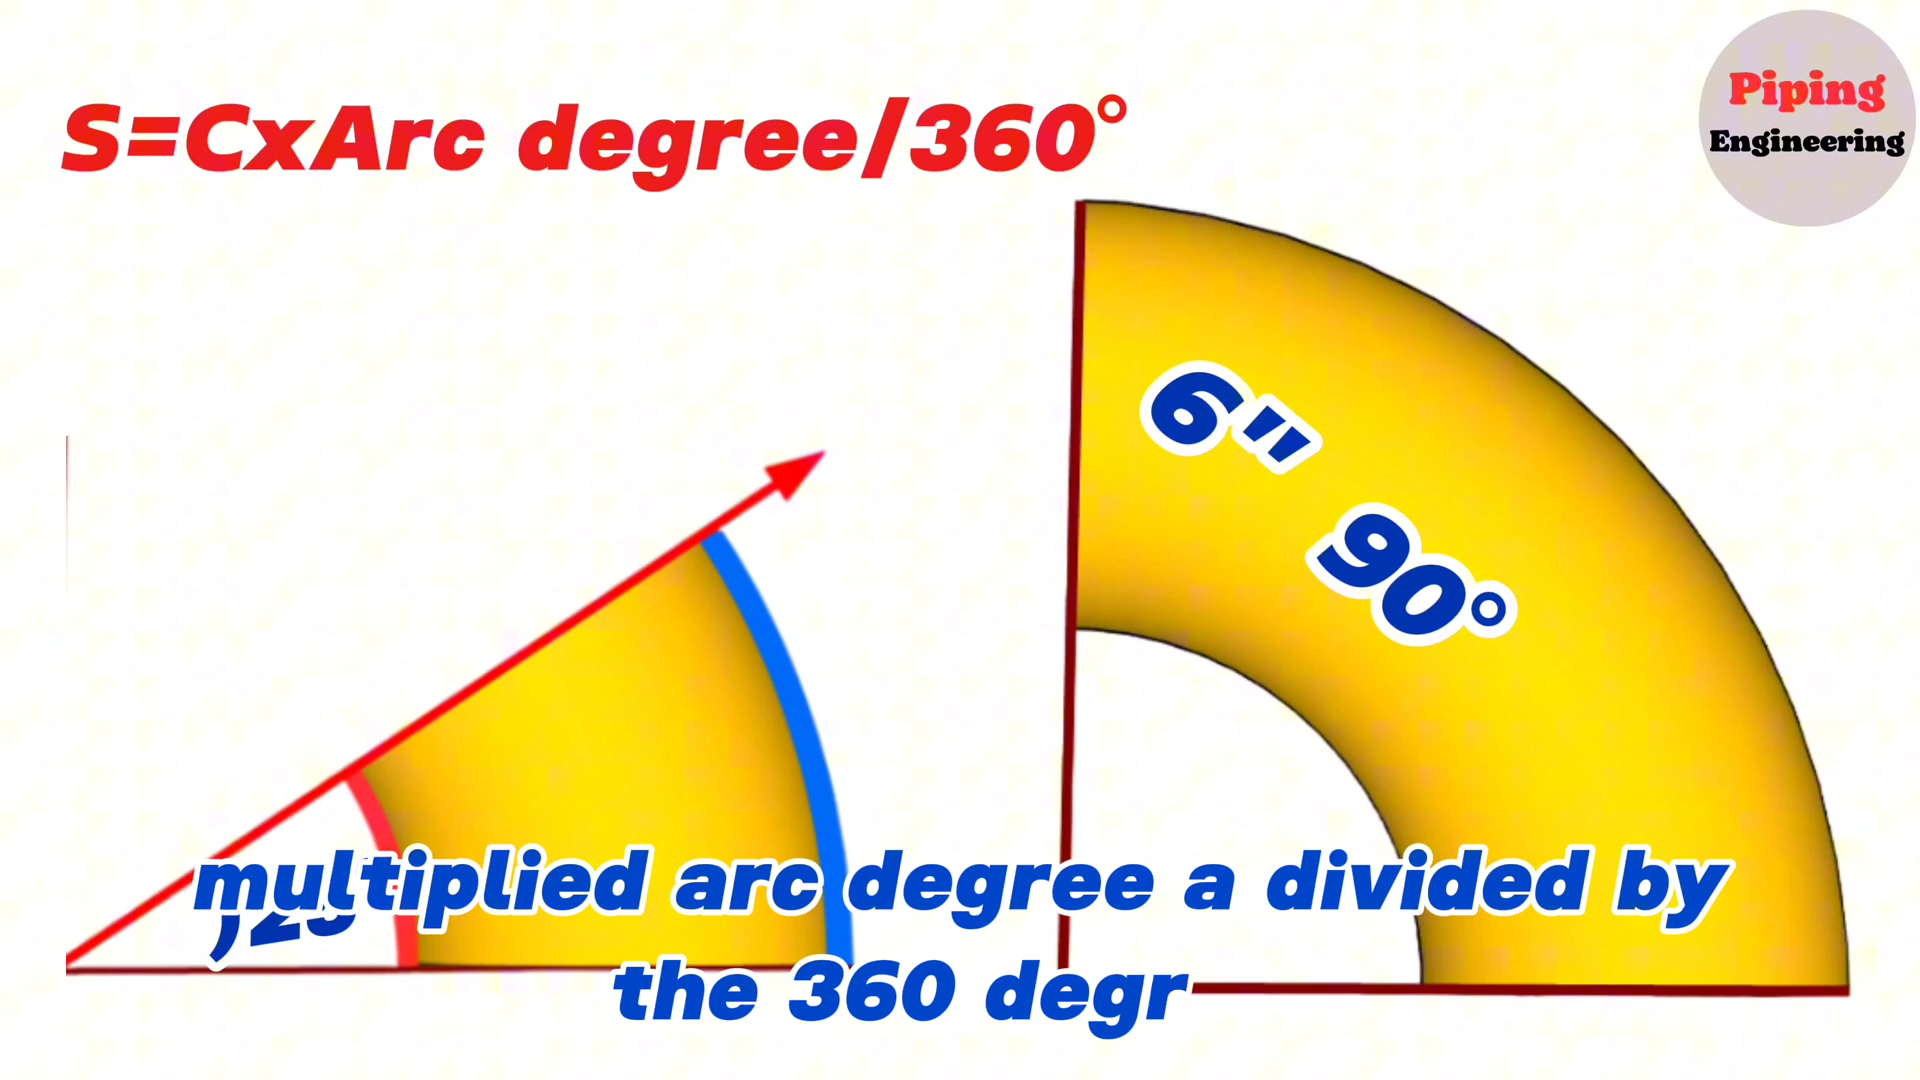 Piping
Engineering
S=CxArc degree/360°
6"
90°
multiplied arc degree a divided by
the 360 degr